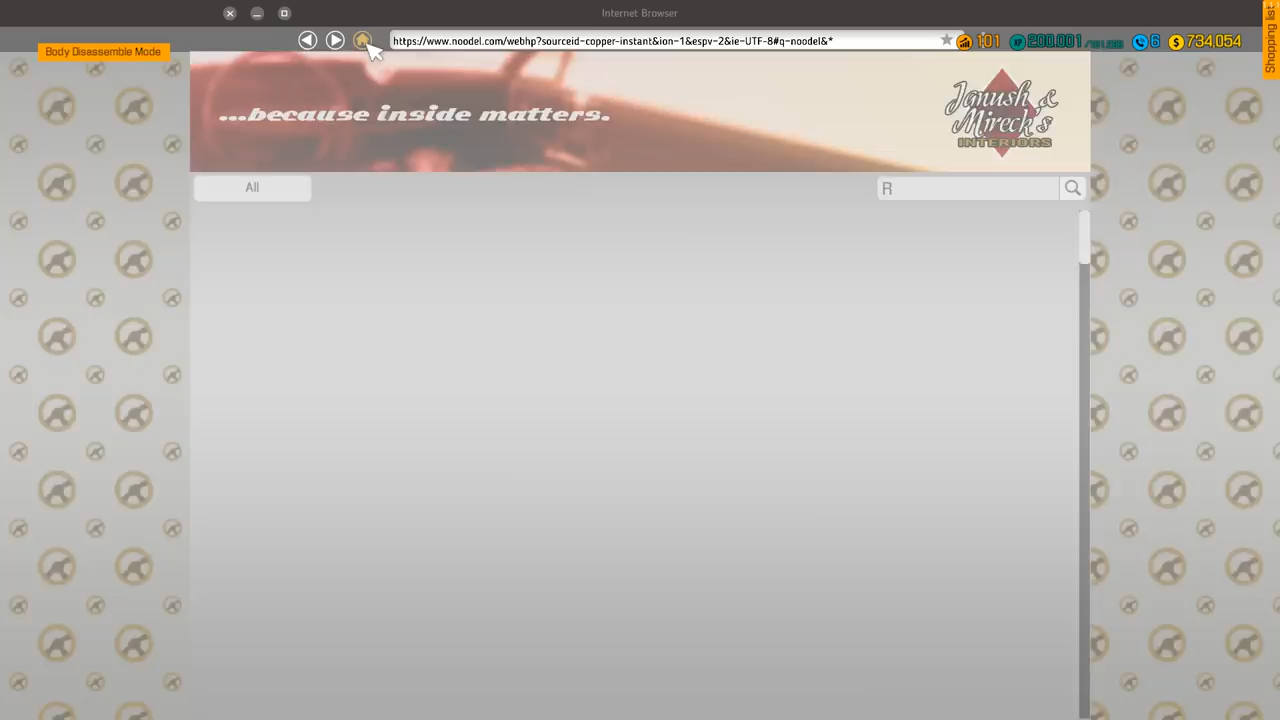 Internet Browser
Body Disassemble Mode
https://www.noodel.com/webhp?sourceid-copper-instant&ion-1&espv-2&ie-UTF-8#q-noodel&*
101
XP 200.001
6
$ 734,054
Shopping list
...because inside matters.
Janush &
Mireck's
INTERIORS
All
R